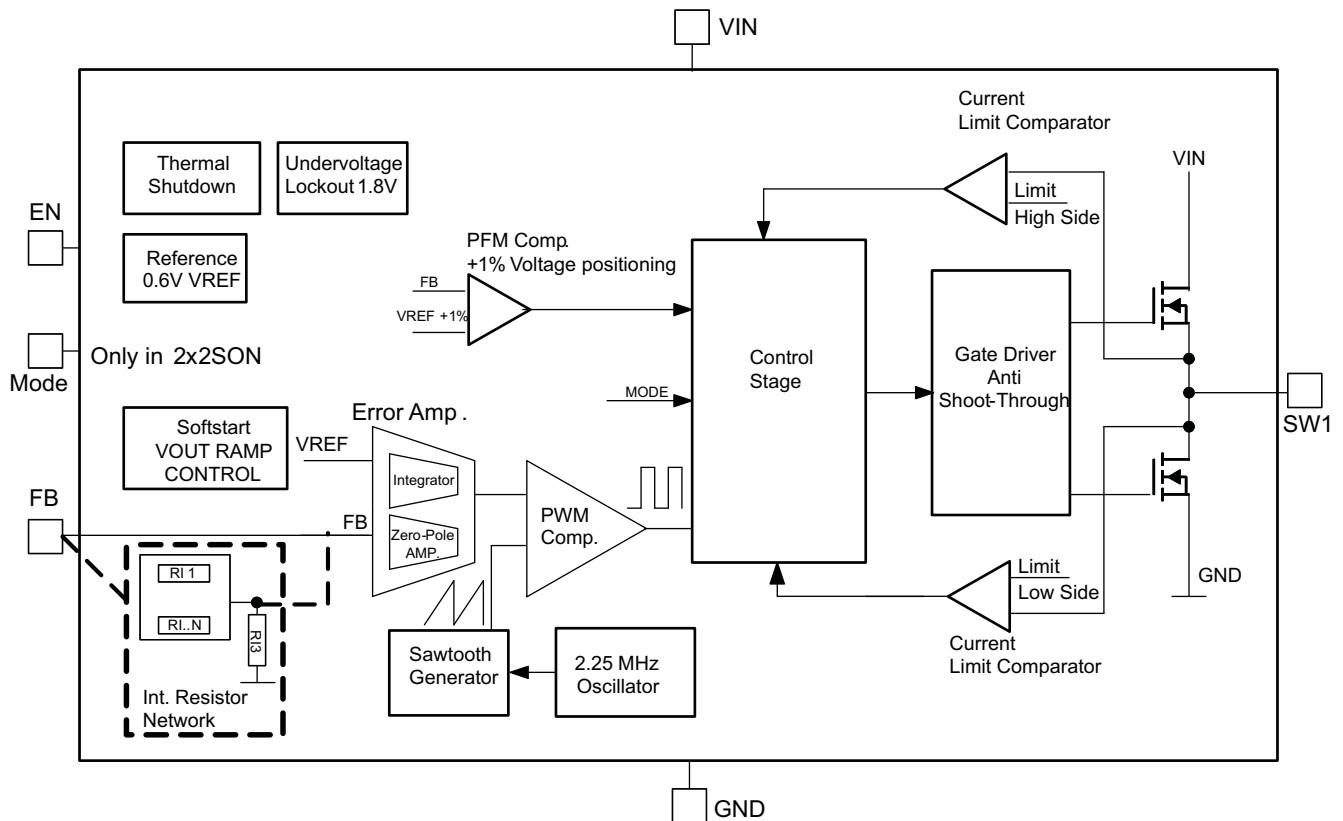 VIN
Current
Limit Comparator
Thermal
Shutdown
Undervoltage
Lockout 1.8V
VIN
Limit
High Side
EN
Reference
0.6V VREF
PFM Comp.
+1% Voltage positioning
FB
VREF +1%
Mode
Only in 2x2SON
Control
Stage
Gate Driver
Anti
Shoot-Through
MODE
SW1
Softstart
VOUT RAMP
CONTROL
Error Amp .
VREF
Integrator
FB
FB
Zero-Pole
AMP.
PWM
Comp.
RI 1
RI..N
RI3
Int. Resistor
Network
Limit
Low Side
GND
Current
Limit Comparator
Sawtooth
Generator
2.25 MHz
Oscillator
GND